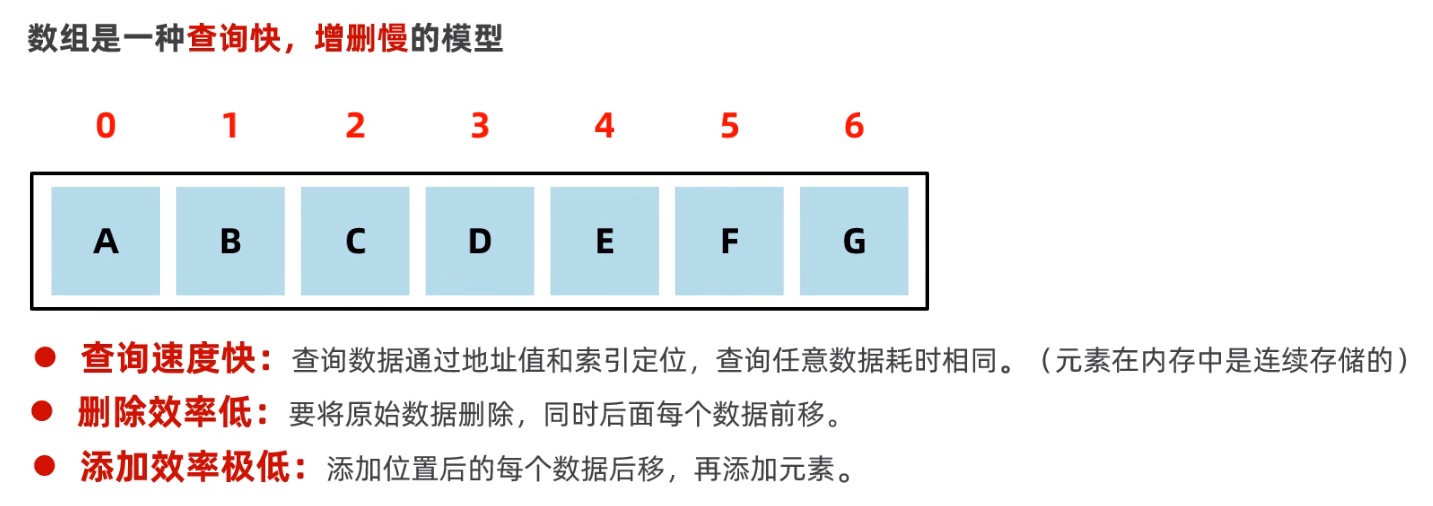 数组是一种查询快，增删慢的模型
0 1 2 3 4 5 6
A B C D E F G
● 查询速度快：查询数据通过地址值和索引定位，查询任意数据耗时相同。（元素在内存中是连续存储的）
● 删除效率低：要将原始数据删除，同时后面每个数据前移。
● 添加效率极低：添加位置后的每个数据后移，再添加元素。